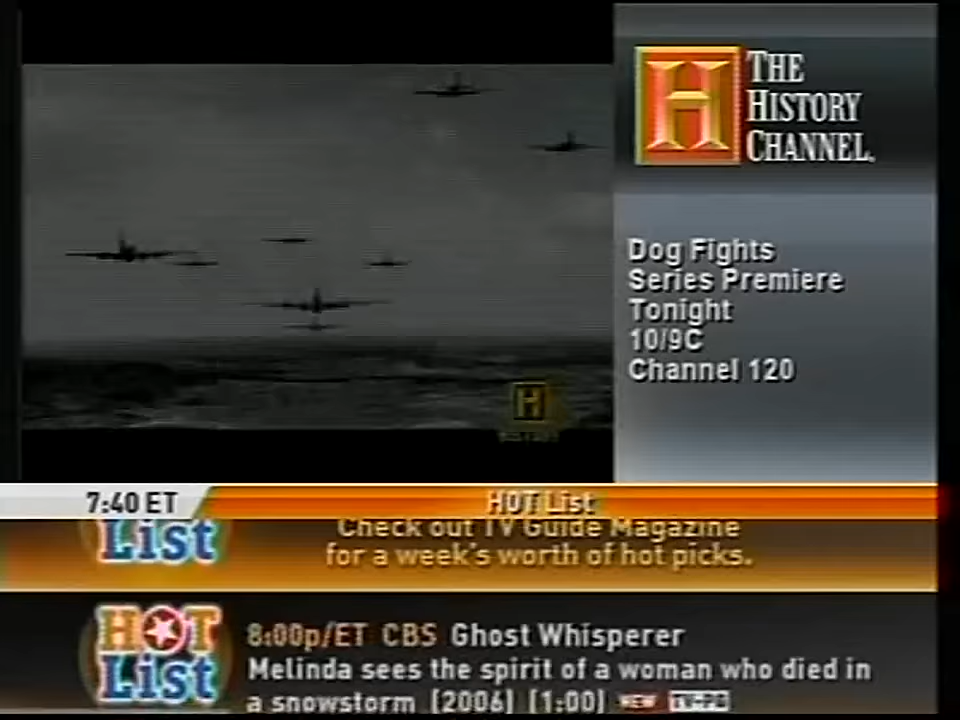 THE
HISTORY
CHANNEL.
Dog Fights
Series Premiere
Tonight
10/9C
Channel 120
H
7:40 ET
HOT List
List
Check out TV Guide Magazine
for a week's worth of hot picks.
HOT
List
8:00p/ET CBS Ghost Whisperer
Melinda sees the spirit of a woman who died in
a snowstorm [2006] [1:00] NEW TV-PG